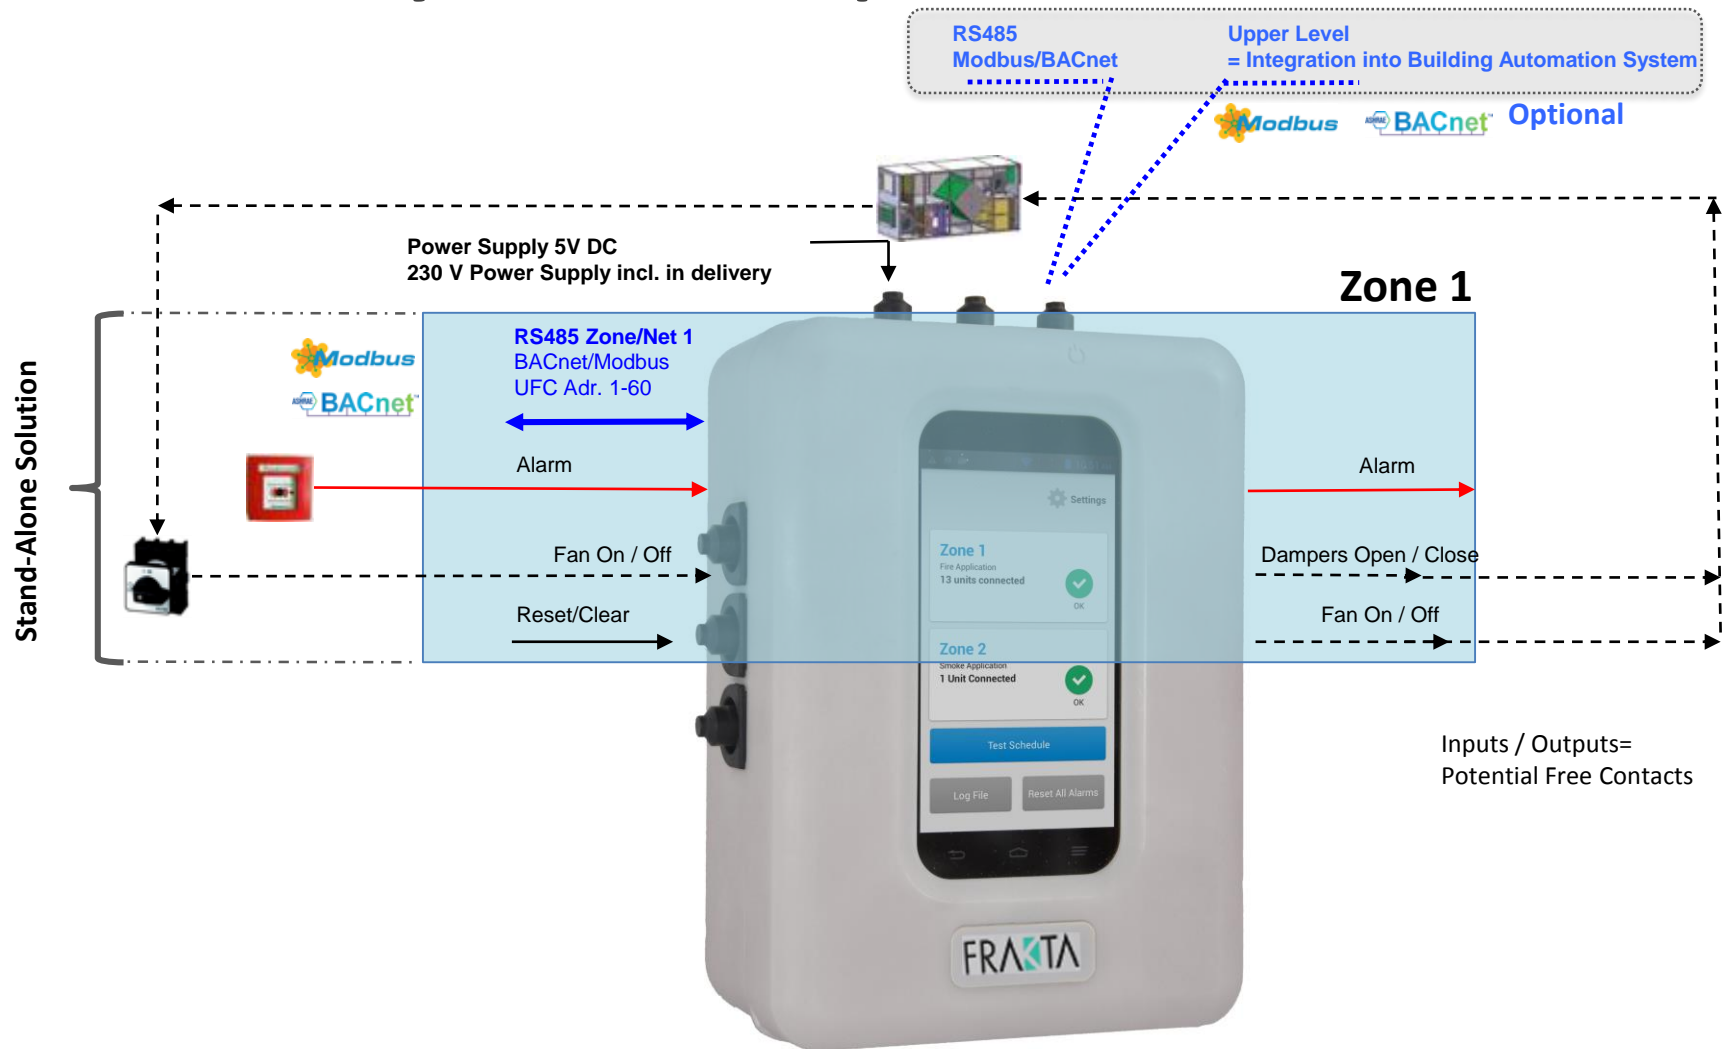 RS485
Modbus/BACnet
Upper Level
= Integration into Building Automation System
Modbus
ASHRAE BACnet™
Optional
Power Supply 5V DC
230 V Power Supply incl. in delivery
Zone 1
Stand-Alone Solution
Modbus
ASHRAE BACnet™
RS485 Zone/Net 1
BACnet/Modbus
UFC Adr. 1-60
Alarm
Fan On / Off
Reset/Clear
Alarm
Dampers Open / Close
Fan On / Off
Settings
Zone 1
Fire Application
13 units connected
OK
Zone 2
Smoke Application
1 Unit Connected
OK
Test Schedule
Log File
Reset All Alarms
Inputs / Outputs=
Potential Free Contacts
FRAKTA